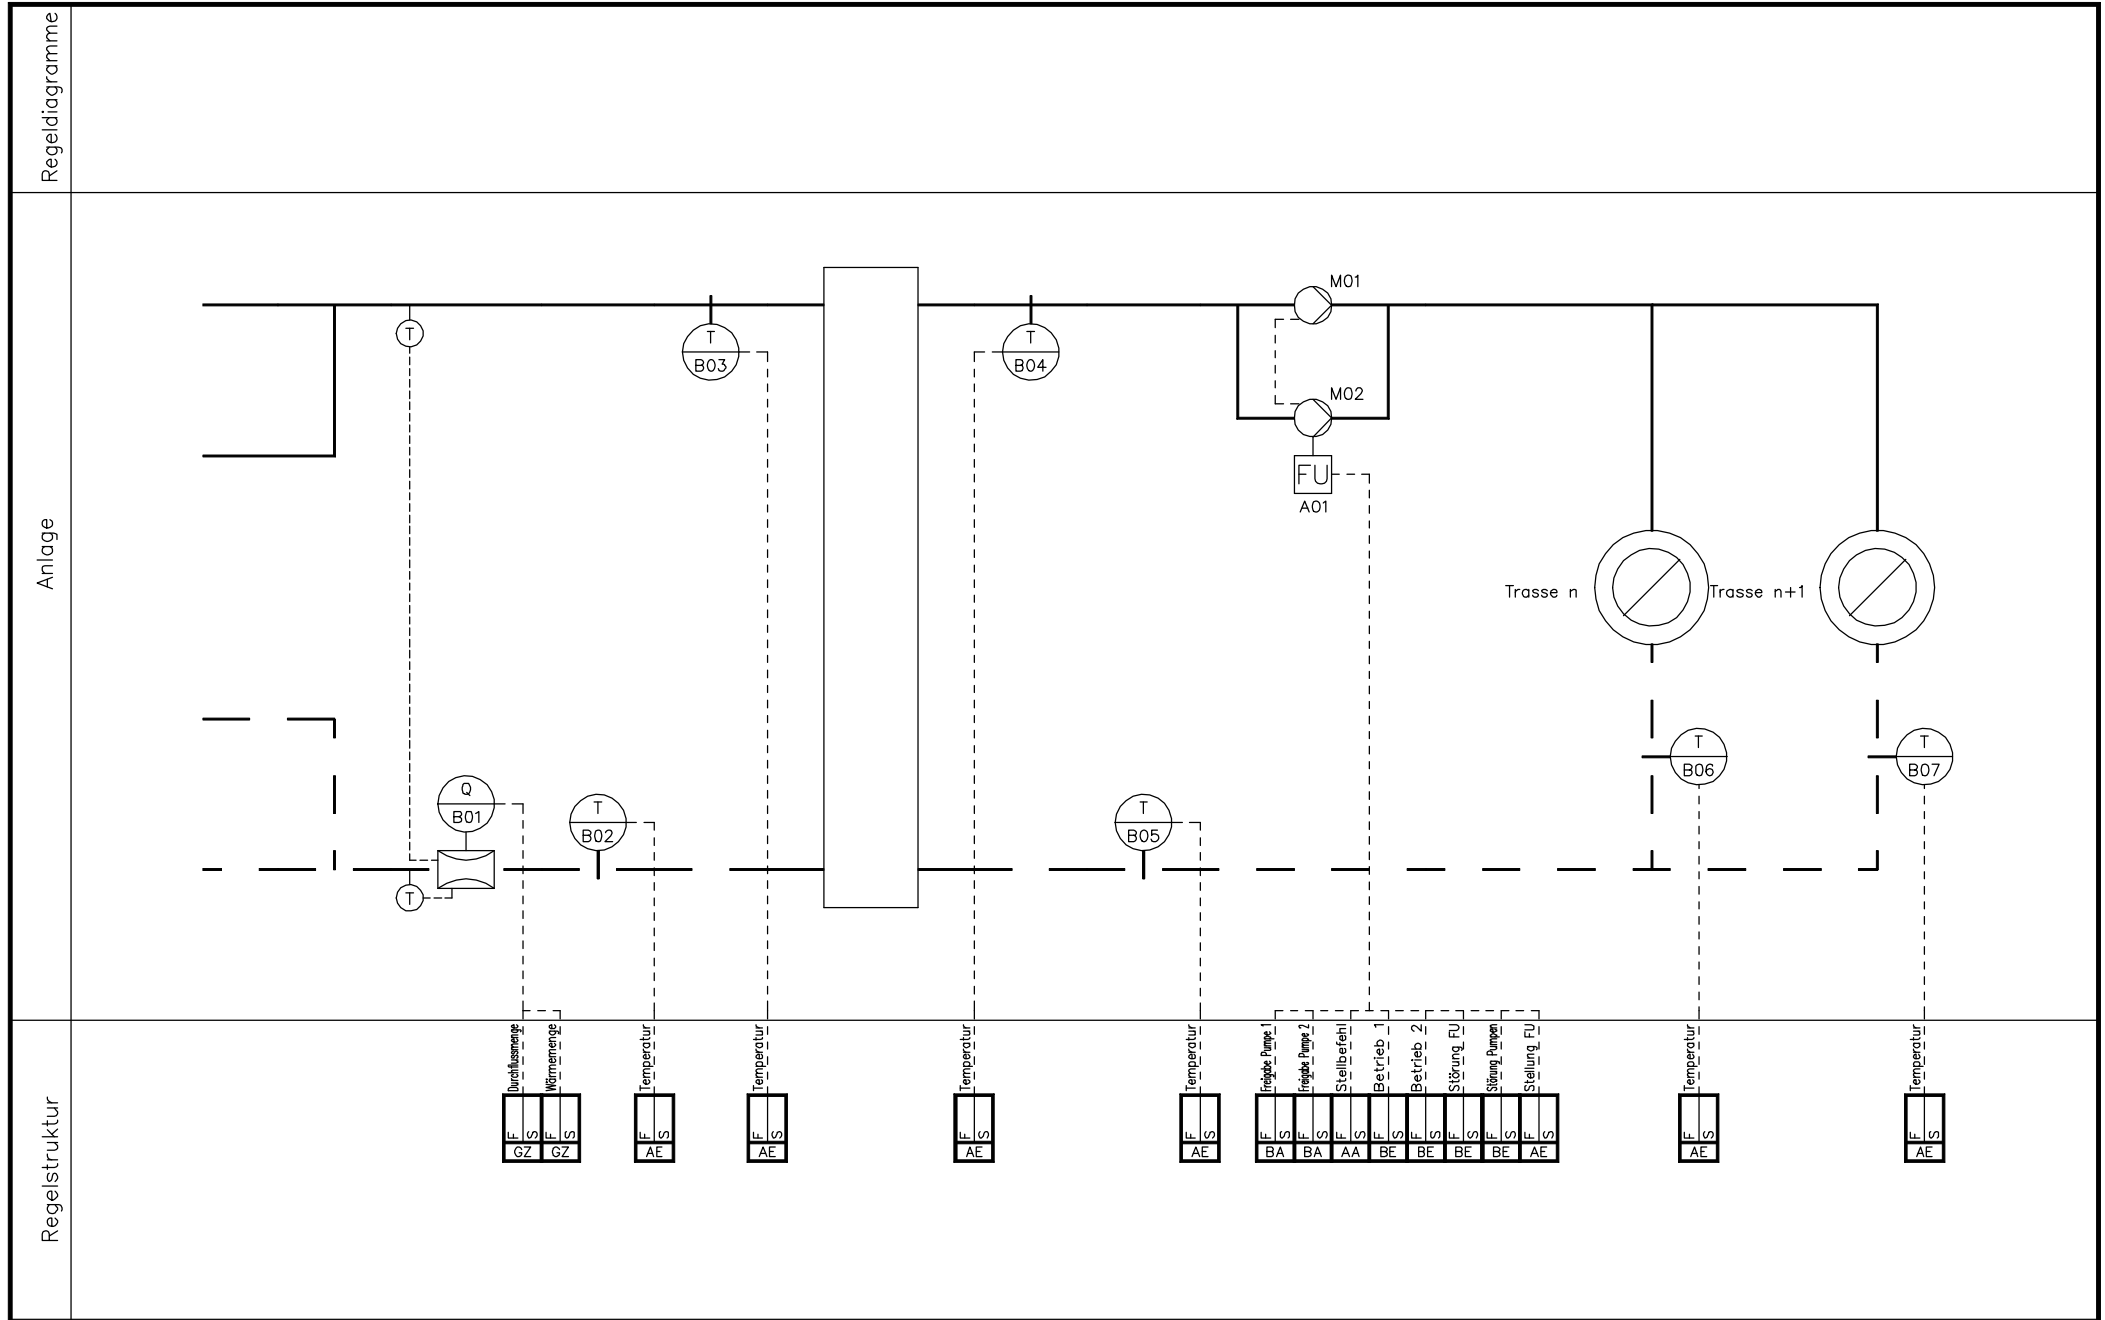 Regeldiagramme
Anlage
M01
T
T
B03
T
B04
M02
FU
A01
Trasse n
Trasse n+1
T
B06
T
B07
Q
B01
T
B02
T
B05
T
Regelstruktur
Durchflussmenge
Wärmemenge
Temperatur
Temperatur
Temperatur
Temperatur
Freigabe Pumpe 1
Freigabe Pumpe 2
Stellbefehl
Betrieb 1
Betrieb 2
Störung FU
Störung Pumpen
Stellung FU
Temperatur
Temperatur
F S F S F S F S F S F S F S F S F S F S F S F S F S F S F S F S
GZ GZ AE AE AE AE BA BA AA BE BE BE BE AE AE AE